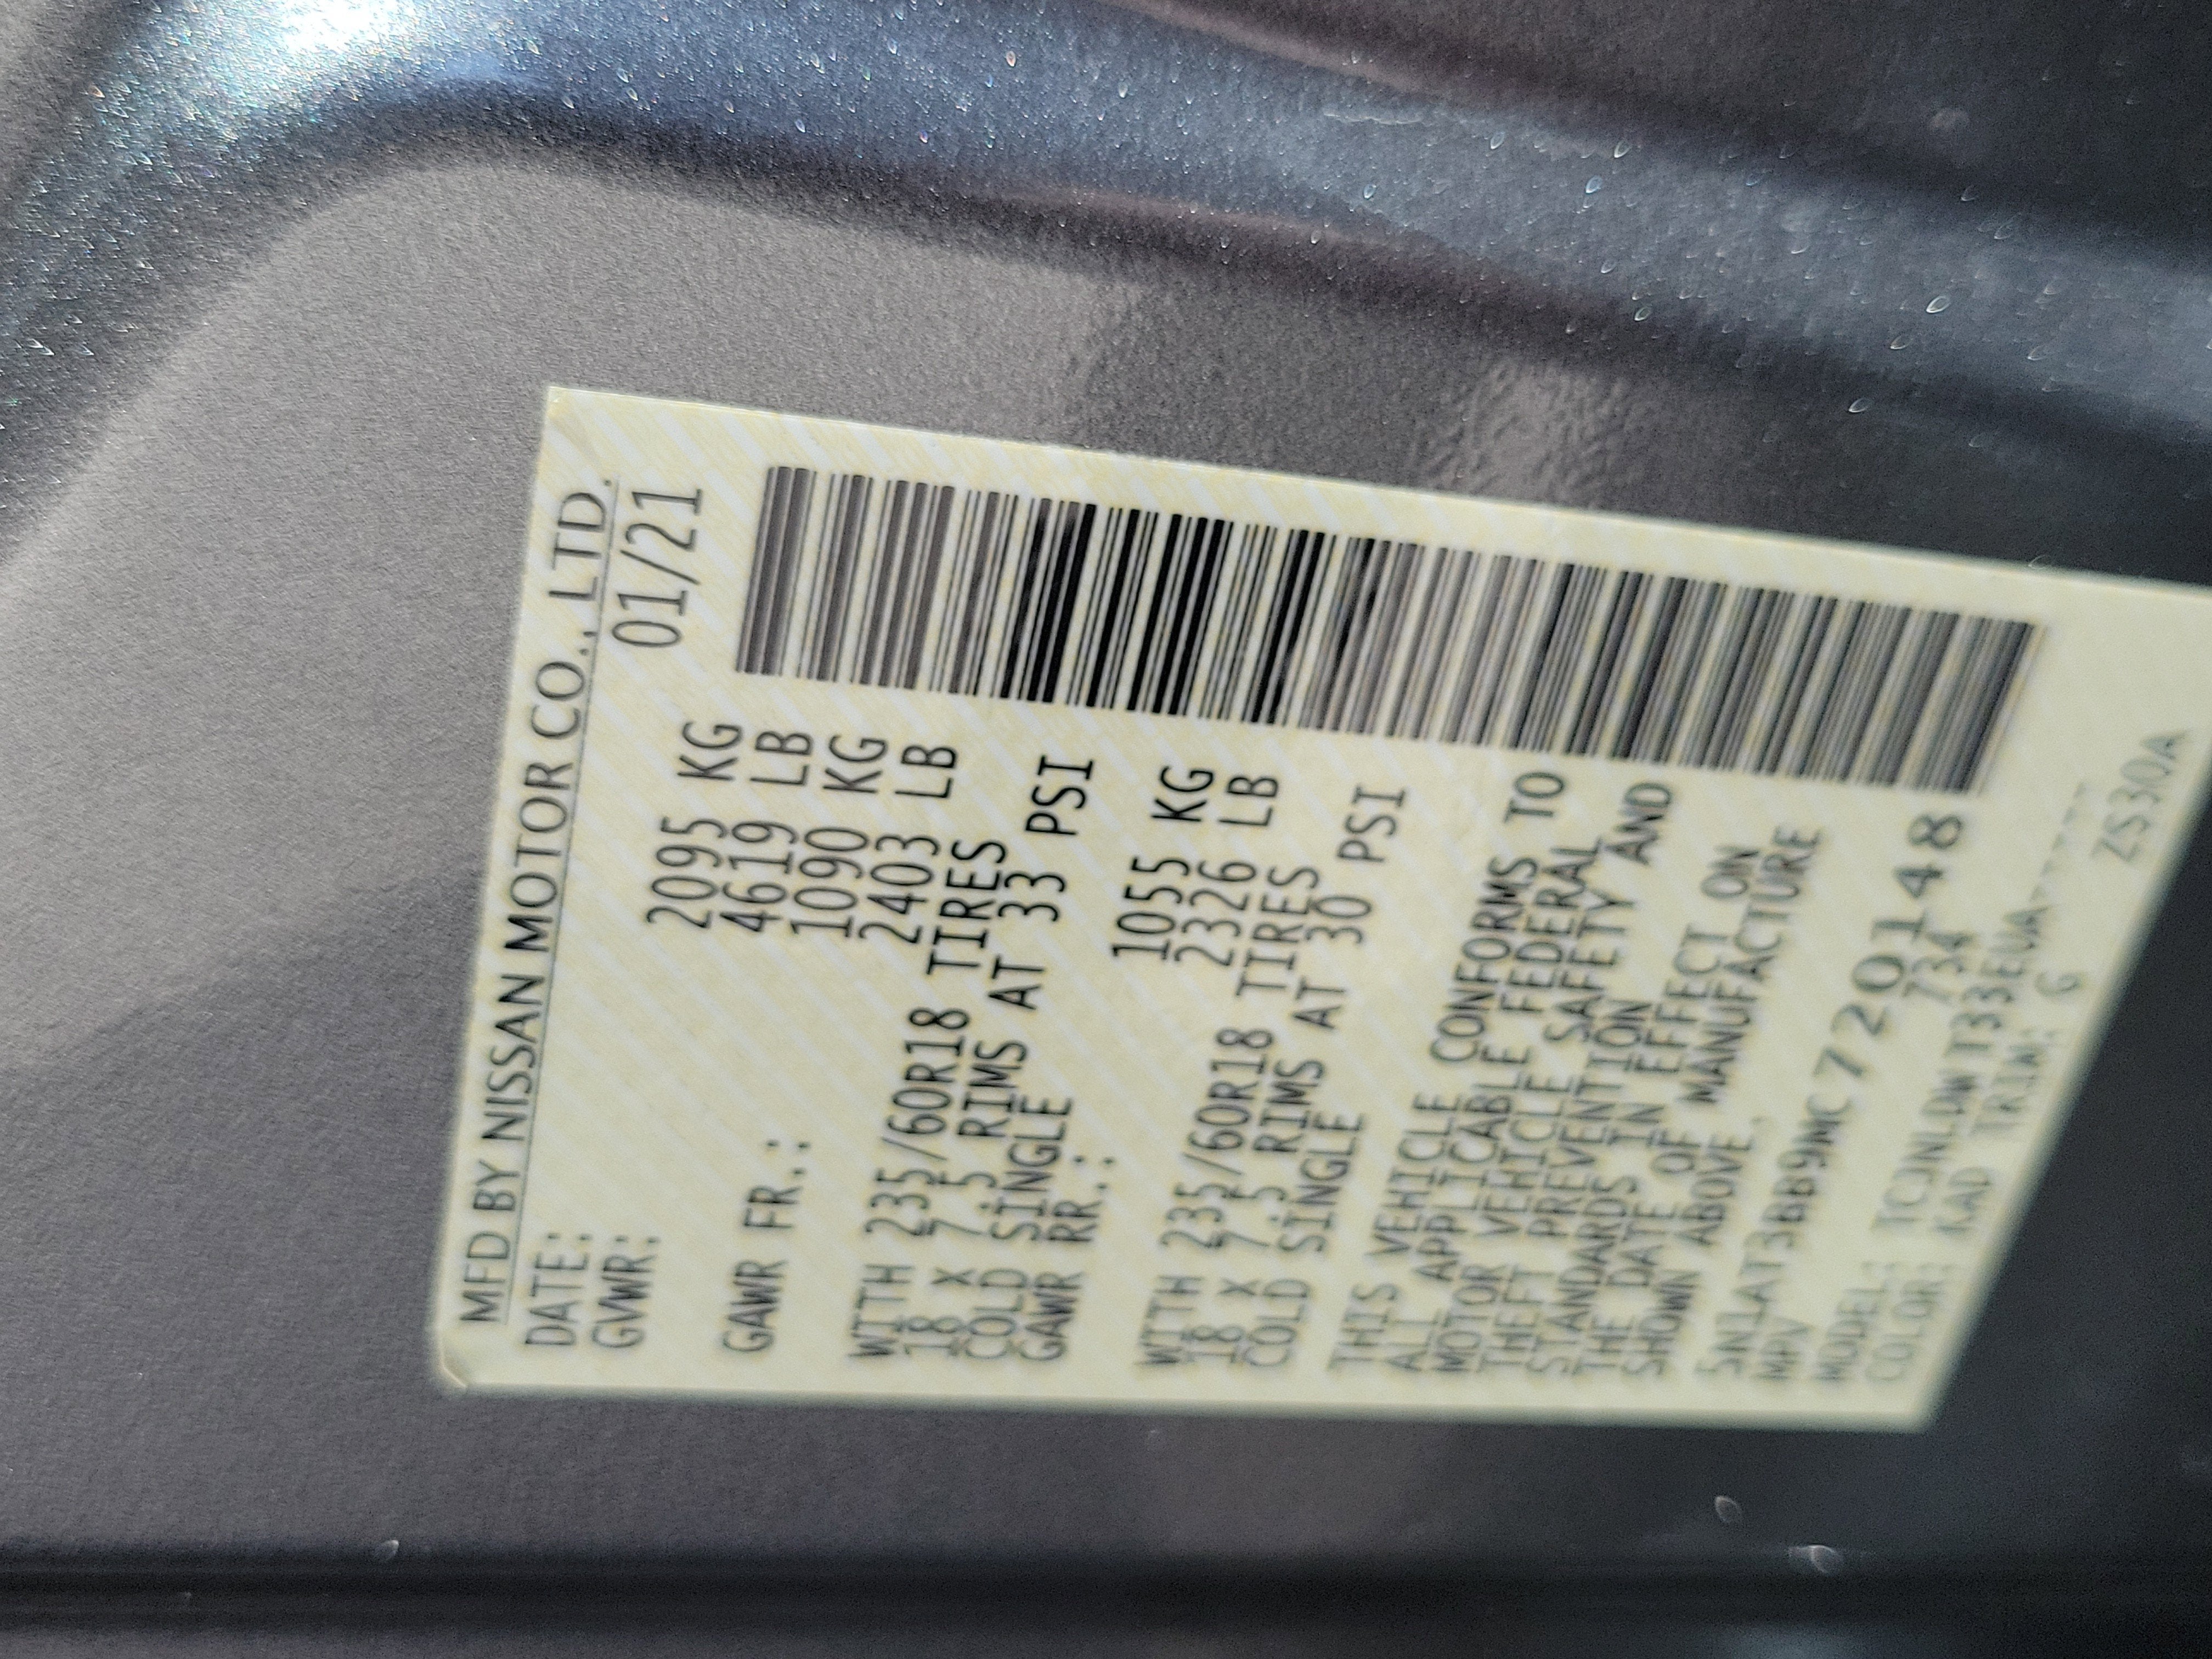 MFD BY NISSAN MOTOR CO., LTD.
DATE: 01/21
GVWR: 2095 KG
4619 LB
GAWR FR.: 1090 KG
2403 LB
WITH 235/60R18 TIRES
18 X 7.5 RIMS AT 33 PSI
COLD SINGLE
GAWR RR.: 1055 KG
2326 LB
WITH 235/60R18 TIRES
18 X 7.5 RIMS AT 30 PSI
COLD SINGLE
THIS VEHICLE CONFORMS TO
ALL APPLICABLE FEDERAL
MOTOR VEHICLE SAFETY AND
THEFT PREVENTION
STANDARDS IN EFFECT ON
THE DATE OF MANUFACTURE
SHOWN ABOVE.
5N1AT3BB9MC720148
MPV 734
MODEL: TCJNLDWT33EUA-----
COLOR: KAD TRIM: G
ZS30A